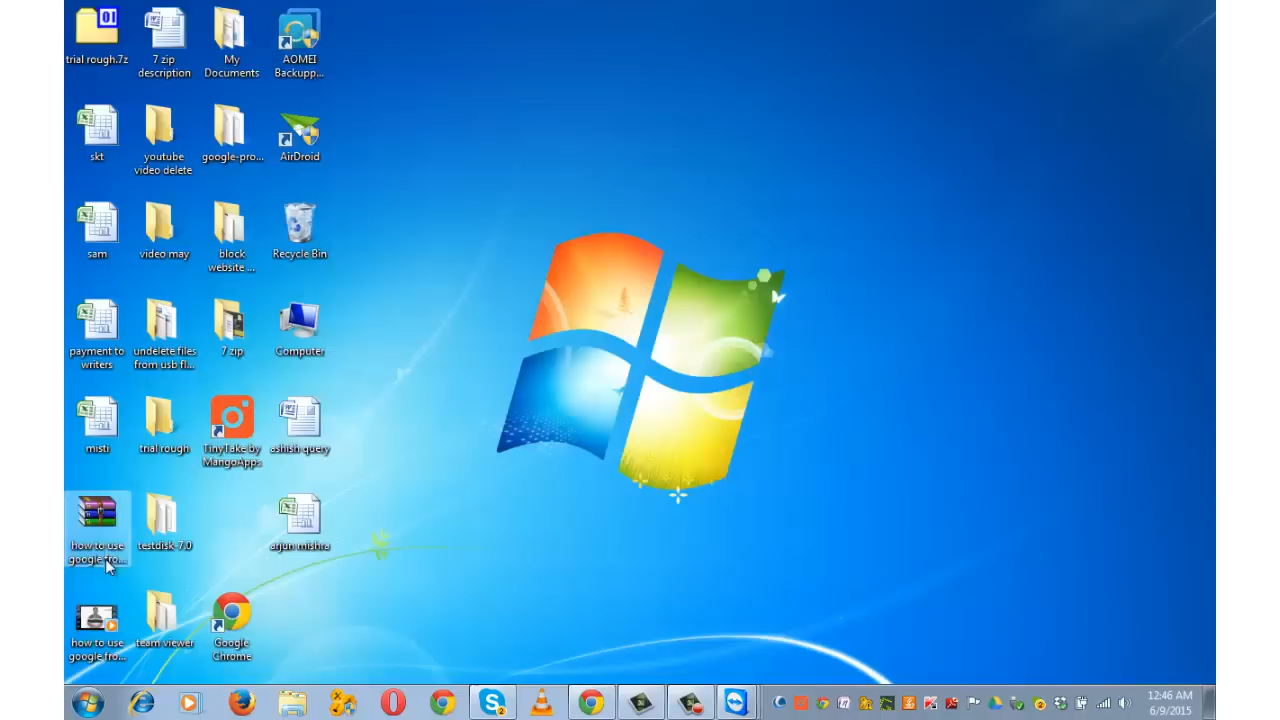 trial rough.7z
7 zip
description
My
Documents
AOMEI
Backupp...
skt
youtube
video delete
google-pro...
AirDroid
sam
video may
block
website ...
Recycle Bin
payment to
writers
undelete files
from usb fl...
7 zip
Computer
misti
trial rough
TinyTake by
MangoApps
ashish query
how to use
google fro...
testdisk-7.0
arjun mishra
how to use
google fro...
team viewer
Google
Chrome
12:46 AM
6/9/2015